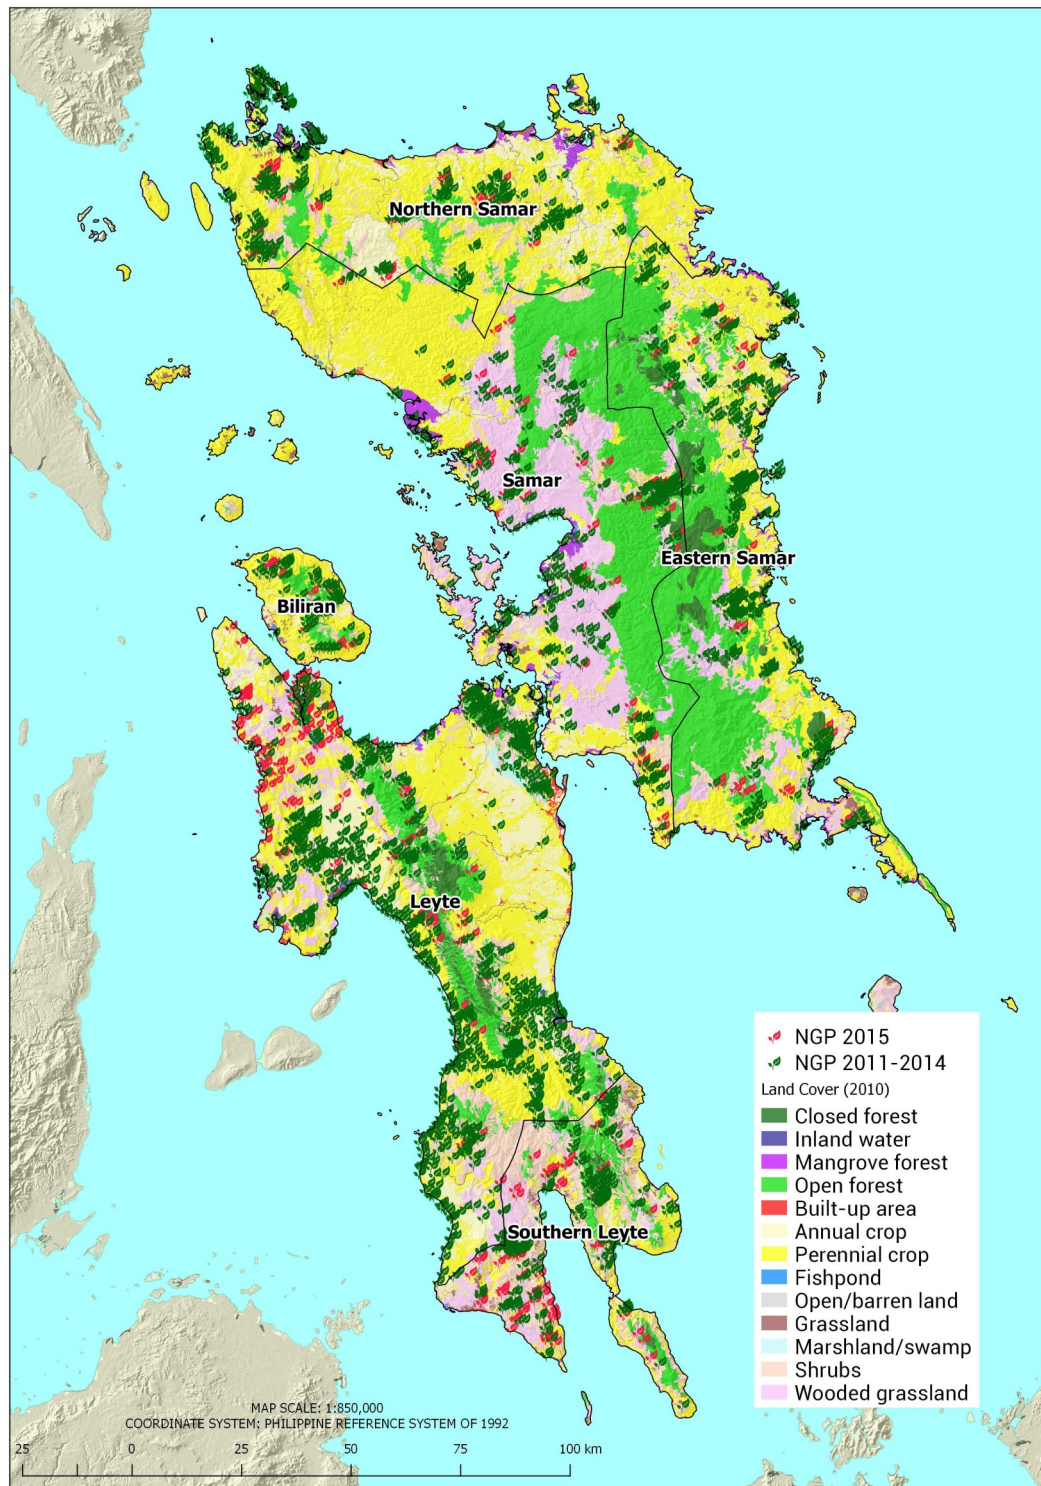 Northern Samar
Samar
Eastern Samar
Biliran
Leyte
Southern Leyte
NGP 2015
NGP 2011-2014
Land Cover (2010)
Closed forest
Inland water
Mangrove forest
Open forest
Built-up area
Annual crop
Perennial crop
Fishpond
Open/barren land
Grassland
Marshland/swamp
Shrubs
Wooded grassland
MAP SCALE: 1:850,000
COORDINATE SYSTEM: PHILIPPINE REFERENCE SYSTEM OF 1992
25 0 25 50 75 100 km